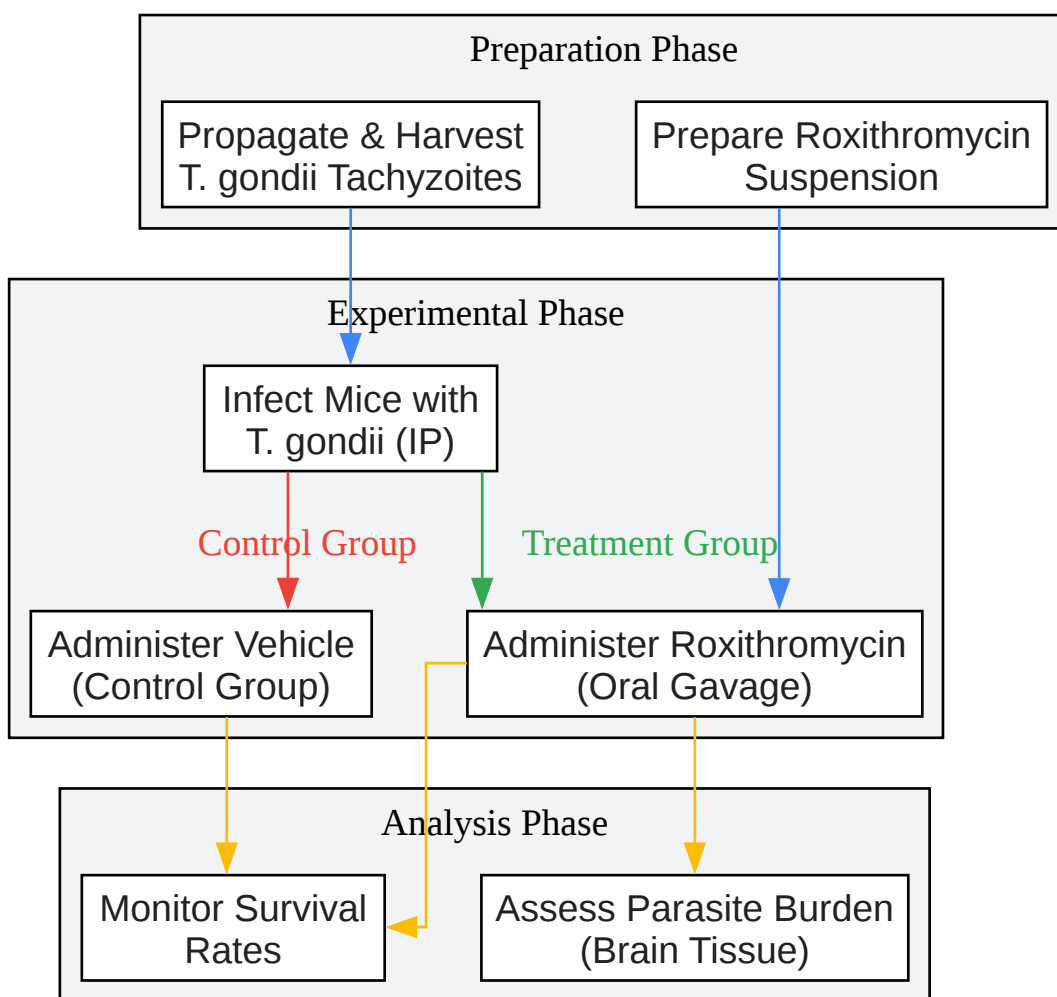 Preparation Phase
Propagate & Harvest
T. gondii Tachyzoites
Prepare Roxithromycin
Suspension
Experimental Phase
Infect Mice with
T. gondii (IP)
Control Group
Treatment Group
Administer Vehicle
(Control Group)
Administer Roxithromycin
(Oral Gavage)
Analysis Phase
Monitor Survival
Rates
Assess Parasite Burden
(Brain Tissue)